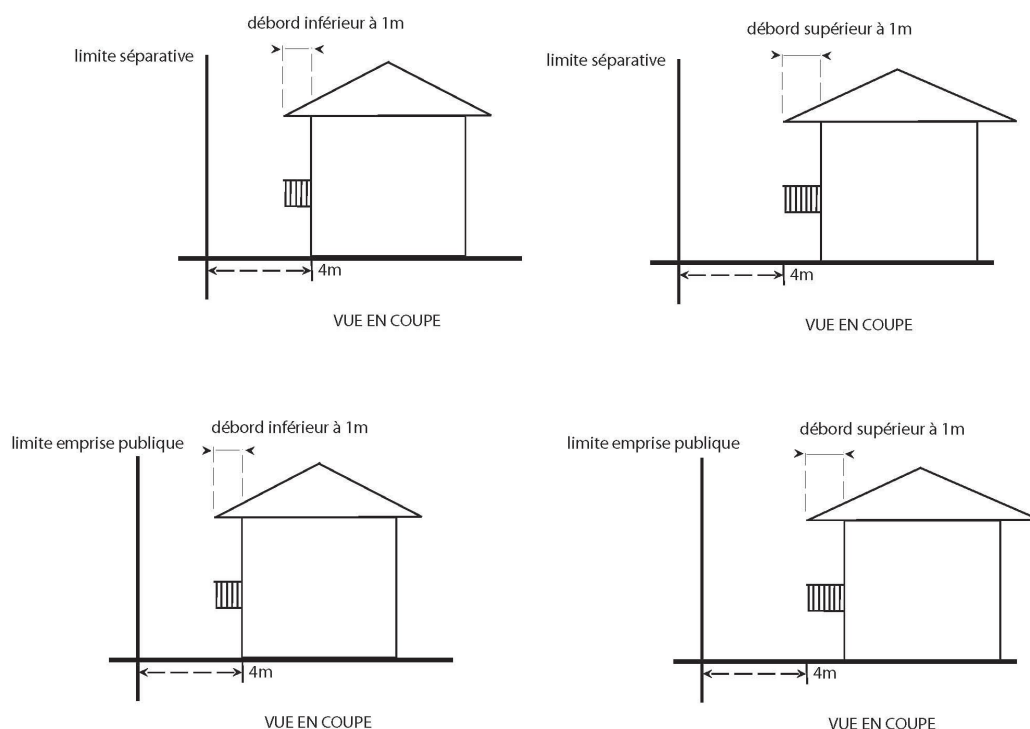 débord inférieur à 1m
limite séparative
4m
VUE EN COUPE
débord supérieur à 1m
limite séparative
4m
VUE EN COUPE
débord inférieur à 1m
limite emprise publique
4m
VUE EN COUPE
débord supérieur à 1m
limite emprise publique
4m
VUE EN COUPE